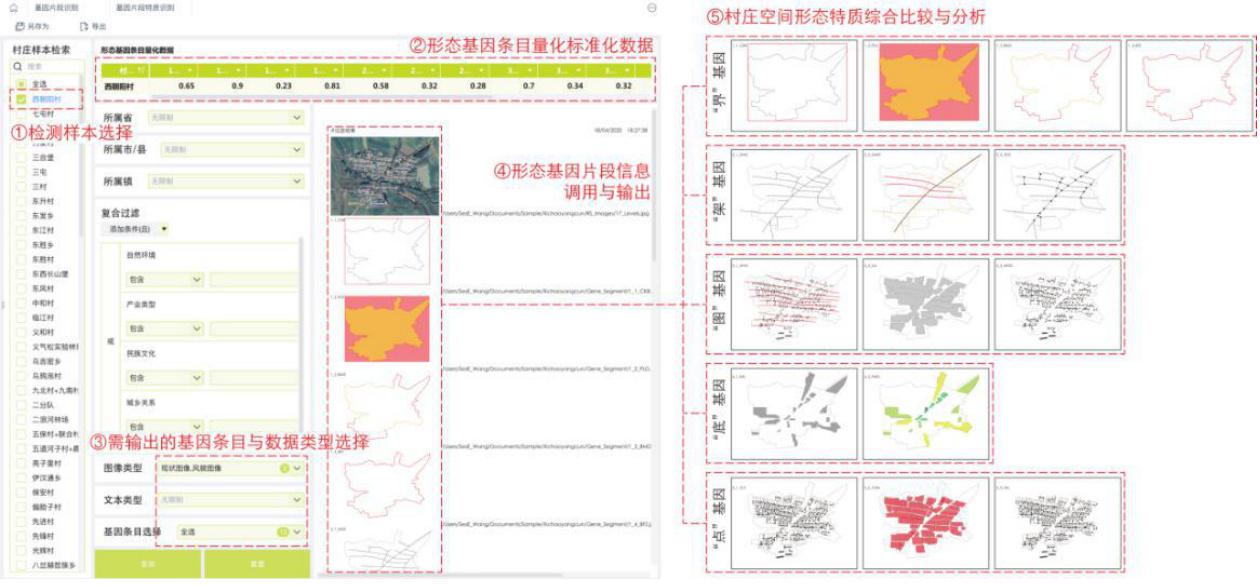 基因片段识别 基因片段特质识别
另存为 导出
村庄样本检索
搜索
全选
西朝阳村
七屯村
①检测样本选择
三合堡
三屯
三村
东升村
东发乡
东江村
东胜乡
东胜村
东西长山堡
东风村
中和村
临江村
义和村
义气松实验林场
乌吉密乡
九北村+九南村
二分队
二浪河林场
五保村+联合村
五道河子村+鹿
亮子里村
伊汉通乡
保安村
偏脸子村
先进村
先锋村
光辉村
八岔赫哲族乡
形态基因条目量化数据
②形态基因条目量化标准化数据
村... 1... 1... 1... 1... 2... 2... 2... 3... 3... 3...
西朝阳村 0.65 0.9 0.23 0.81 0.58 0.32 0.28 0.7 0.34 0.32
所属省 无限制
所属市/县 无限制
所属镇 无限制
复合过滤
添加条件(且)
或
自然环境
包含
产业类型
包含
民族文化
包含
城乡关系
包含
③需输出的基因条目与数据类型选择
图像类型 现状图像,风貌图像
文本类型 无限制
基因条目选择 全选 13
查询 重置
18/04/2020 18:27:38
④形态基因片段信息
调用与输出
⑤村庄空间形态特质综合比较与分析
“界”基因
“架”基因
“图”基因
“底”基因
“点”基因